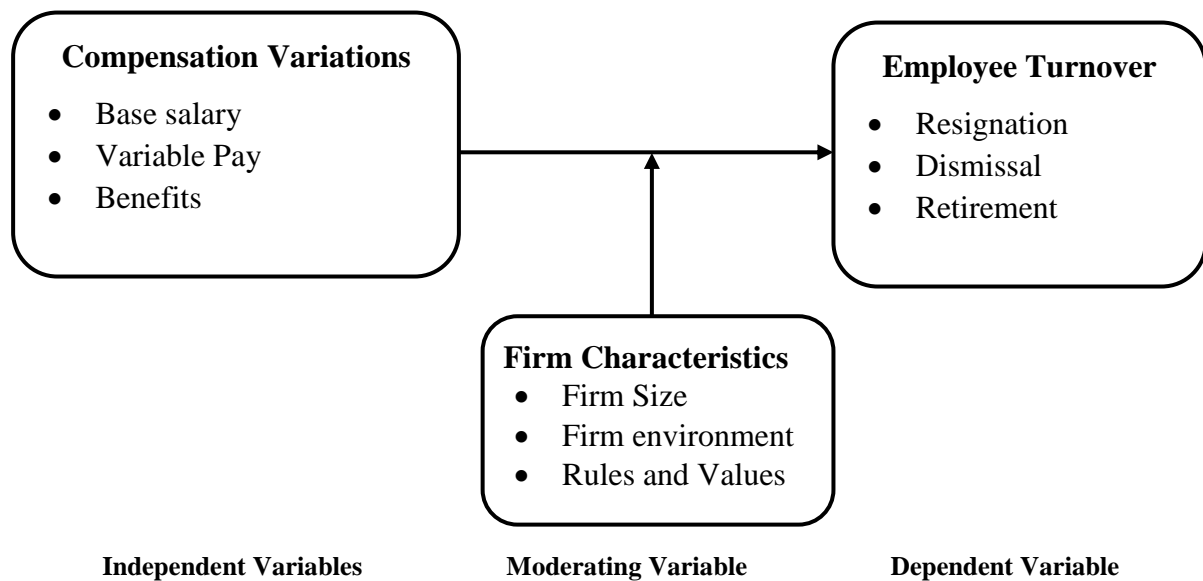 Compensation Variations
• Base salary
• Variable Pay
• Benefits
Employee Turnover
• Resignation
• Dismissal
• Retirement
Firm Characteristics
• Firm Size
• Firm environment
• Rules and Values
Independent Variables
Moderating Variable
Dependent Variable